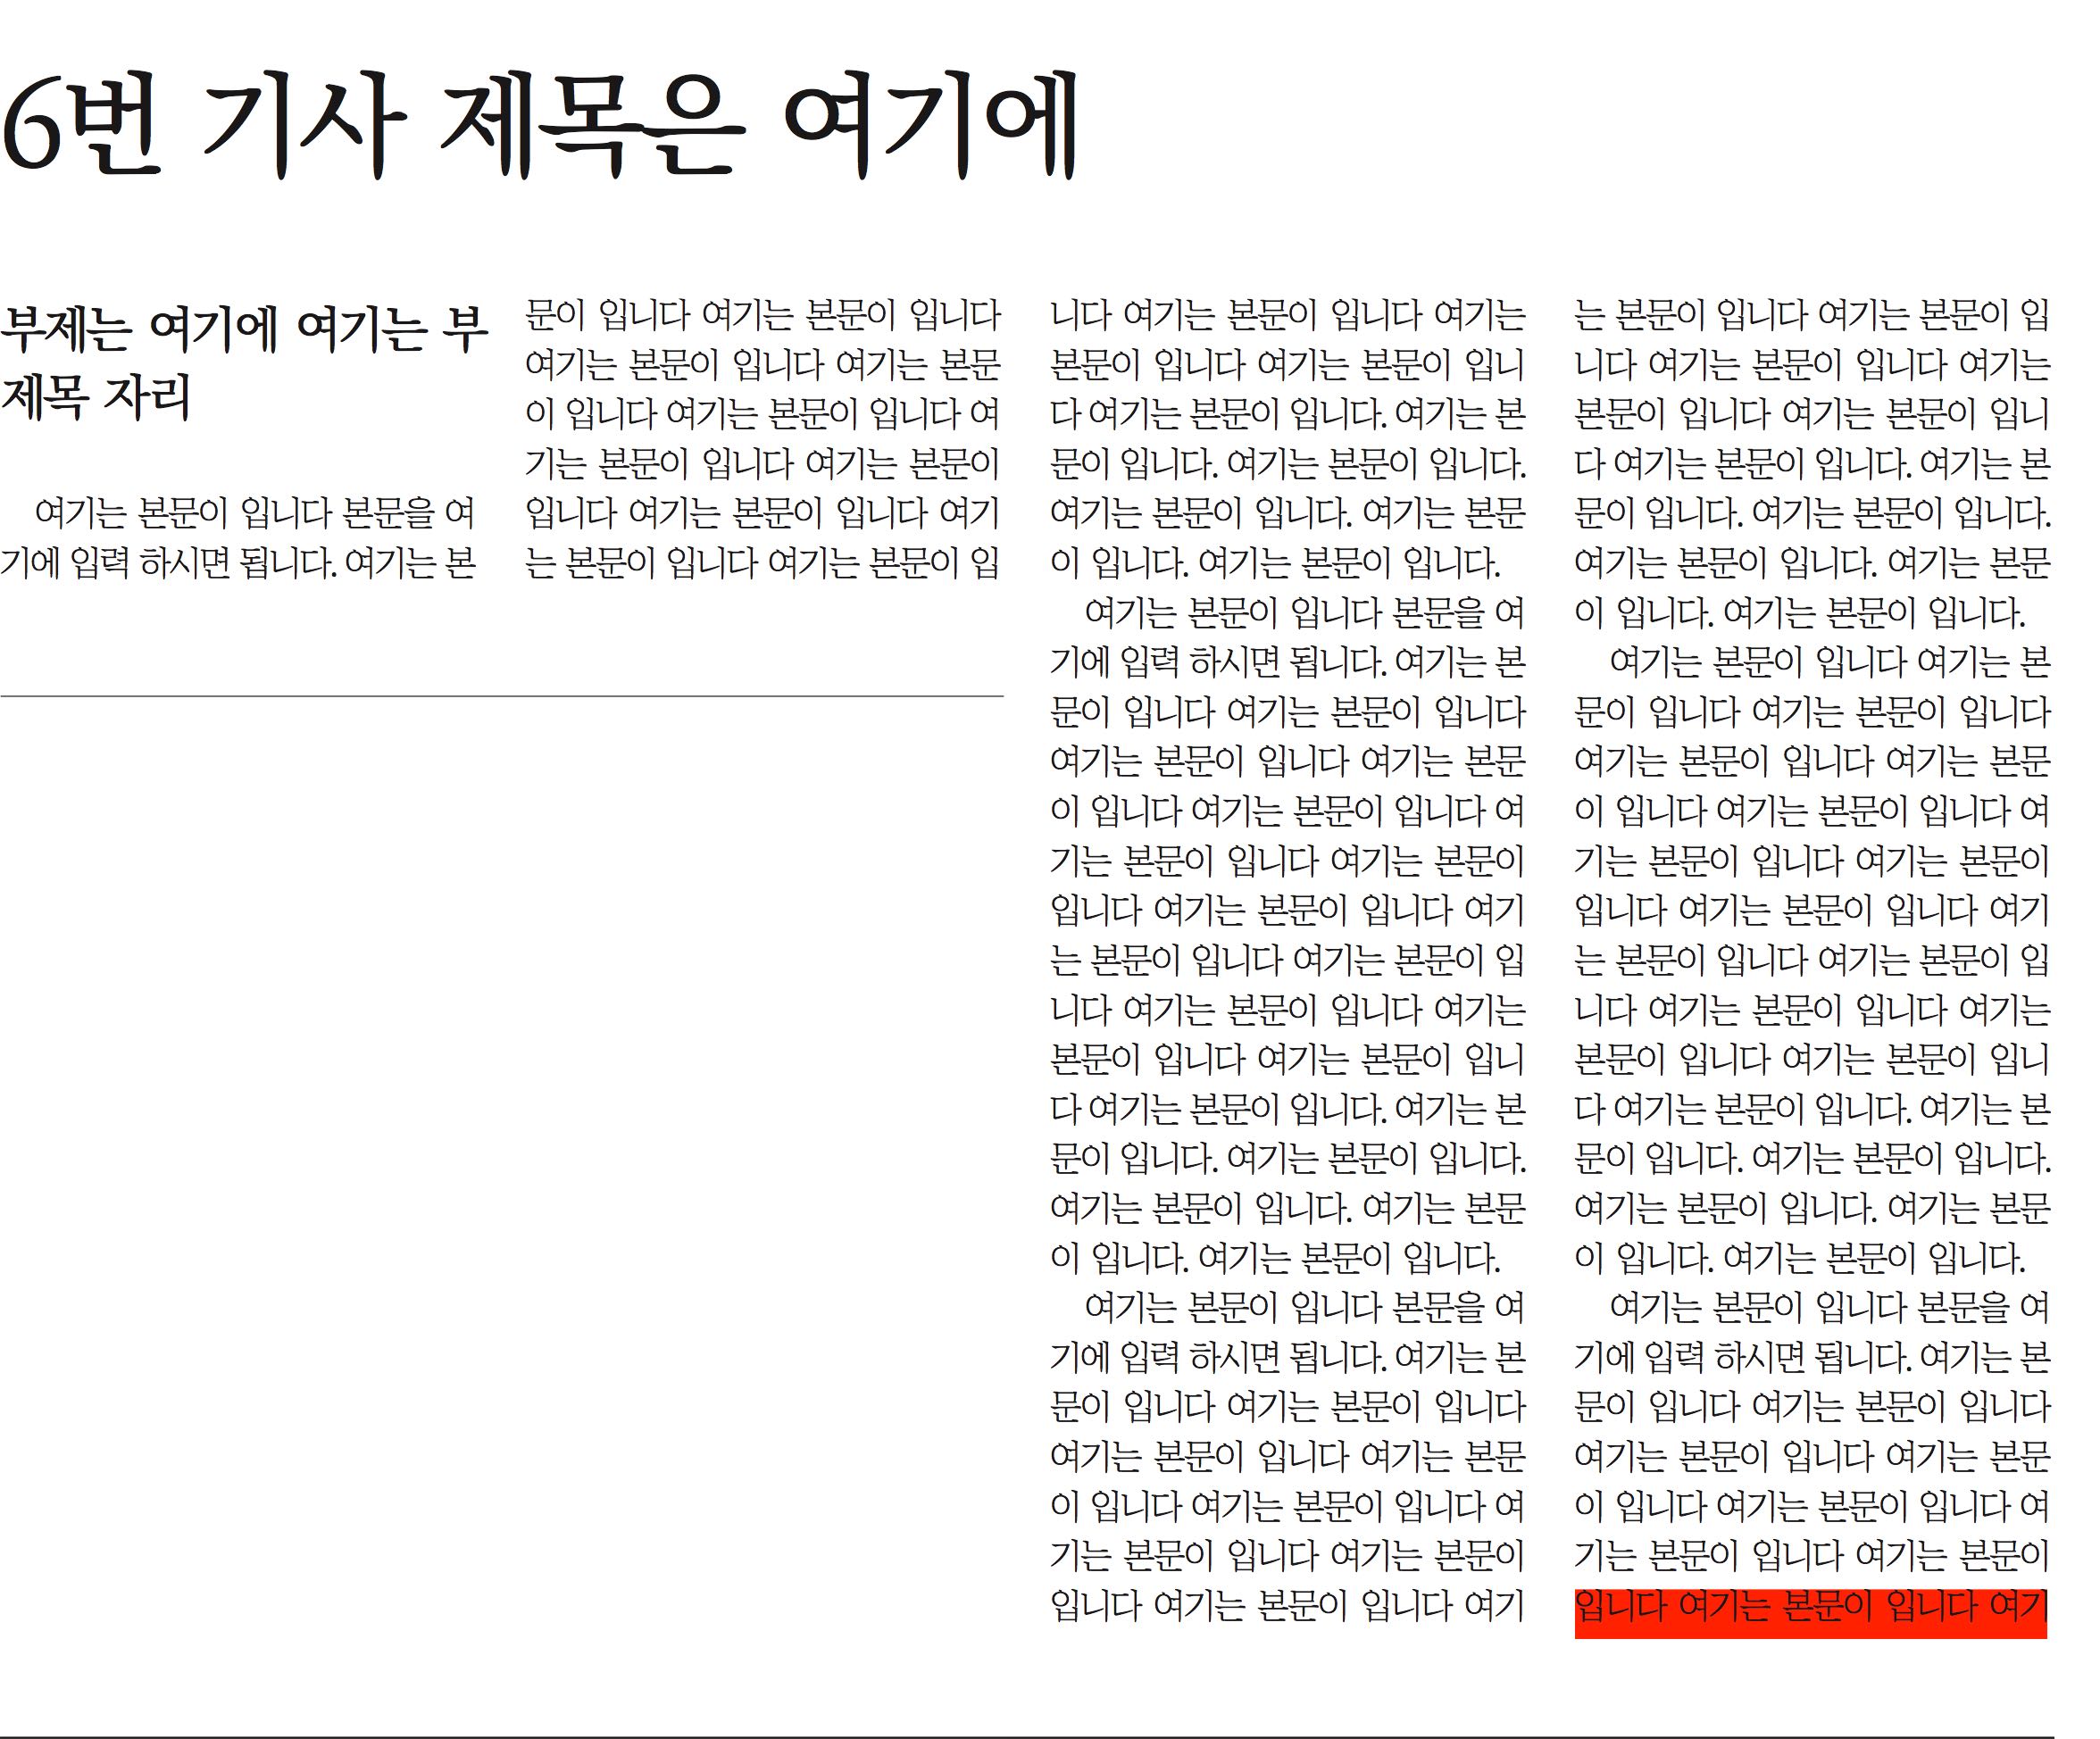 6번 기사 제목은 여기에
부제는 여기에 여기는 부
제목 자리
여기는 본문이 입니다 본문을 여
기에 입력 하시면 됩니다. 여기는 본
문이 입니다 여기는 본문이 입니다
여기는 본문이 입니다 여기는 본문
이 입니다 여기는 본문이 입니다 여
기는 본문이 입니다 여기는 본문이
입니다 여기는 본문이 입니다 여기
는 본문이 입니다 여기는 본문이 입
니다 여기는 본문이 입니다 여기는
본문이 입니다 여기는 본문이 입니
다 여기는 본문이 입니다. 여기는 본
문이 입니다. 여기는 본문이 입니다.
여기는 본문이 입니다. 여기는 본문
이 입니다. 여기는 본문이 입니다.
여기는 본문이 입니다 본문을 여
기에 입력 하시면 됩니다. 여기는 본
문이 입니다 여기는 본문이 입니다
여기는 본문이 입니다 여기는 본문
이 입니다 여기는 본문이 입니다 여
기는 본문이 입니다 여기는 본문이
입니다 여기는 본문이 입니다 여기
는 본문이 입니다 여기는 본문이 입
니다 여기는 본문이 입니다 여기는
본문이 입니다 여기는 본문이 입니
다 여기는 본문이 입니다. 여기는 본
문이 입니다. 여기는 본문이 입니다.
여기는 본문이 입니다. 여기는 본문
이 입니다. 여기는 본문이 입니다.
여기는 본문이 입니다 본문을 여
기에 입력 하시면 됩니다. 여기는 본
문이 입니다 여기는 본문이 입니다
여기는 본문이 입니다 여기는 본문
이 입니다 여기는 본문이 입니다 여
기는 본문이 입니다 여기는 본문이
입니다 여기는 본문이 입니다 여기
는 본문이 입니다 여기는 본문이 입
니다 여기는 본문이 입니다 여기는
본문이 입니다 여기는 본문이 입니
다 여기는 본문이 입니다. 여기는 본
문이 입니다. 여기는 본문이 입니다.
여기는 본문이 입니다. 여기는 본문
이 입니다. 여기는 본문이 입니다.
여기는 본문이 입니다 여기는 본
문이 입니다 여기는 본문이 입니다
여기는 본문이 입니다 여기는 본문
이 입니다 여기는 본문이 입니다 여
기는 본문이 입니다 여기는 본문이
입니다 여기는 본문이 입니다 여기
는 본문이 입니다 여기는 본문이 입
니다 여기는 본문이 입니다 여기는
본문이 입니다 여기는 본문이 입니
다 여기는 본문이 입니다. 여기는 본
문이 입니다. 여기는 본문이 입니다.
여기는 본문이 입니다. 여기는 본문
이 입니다. 여기는 본문이 입니다.
여기는 본문이 입니다 본문을 여
기에 입력 하시면 됩니다. 여기는 본
문이 입니다 여기는 본문이 입니다
여기는 본문이 입니다 여기는 본문
이 입니다 여기는 본문이 입니다 여
기는 본문이 입니다 여기는 본문이
입니다 여기는 본문이 입니다 여기